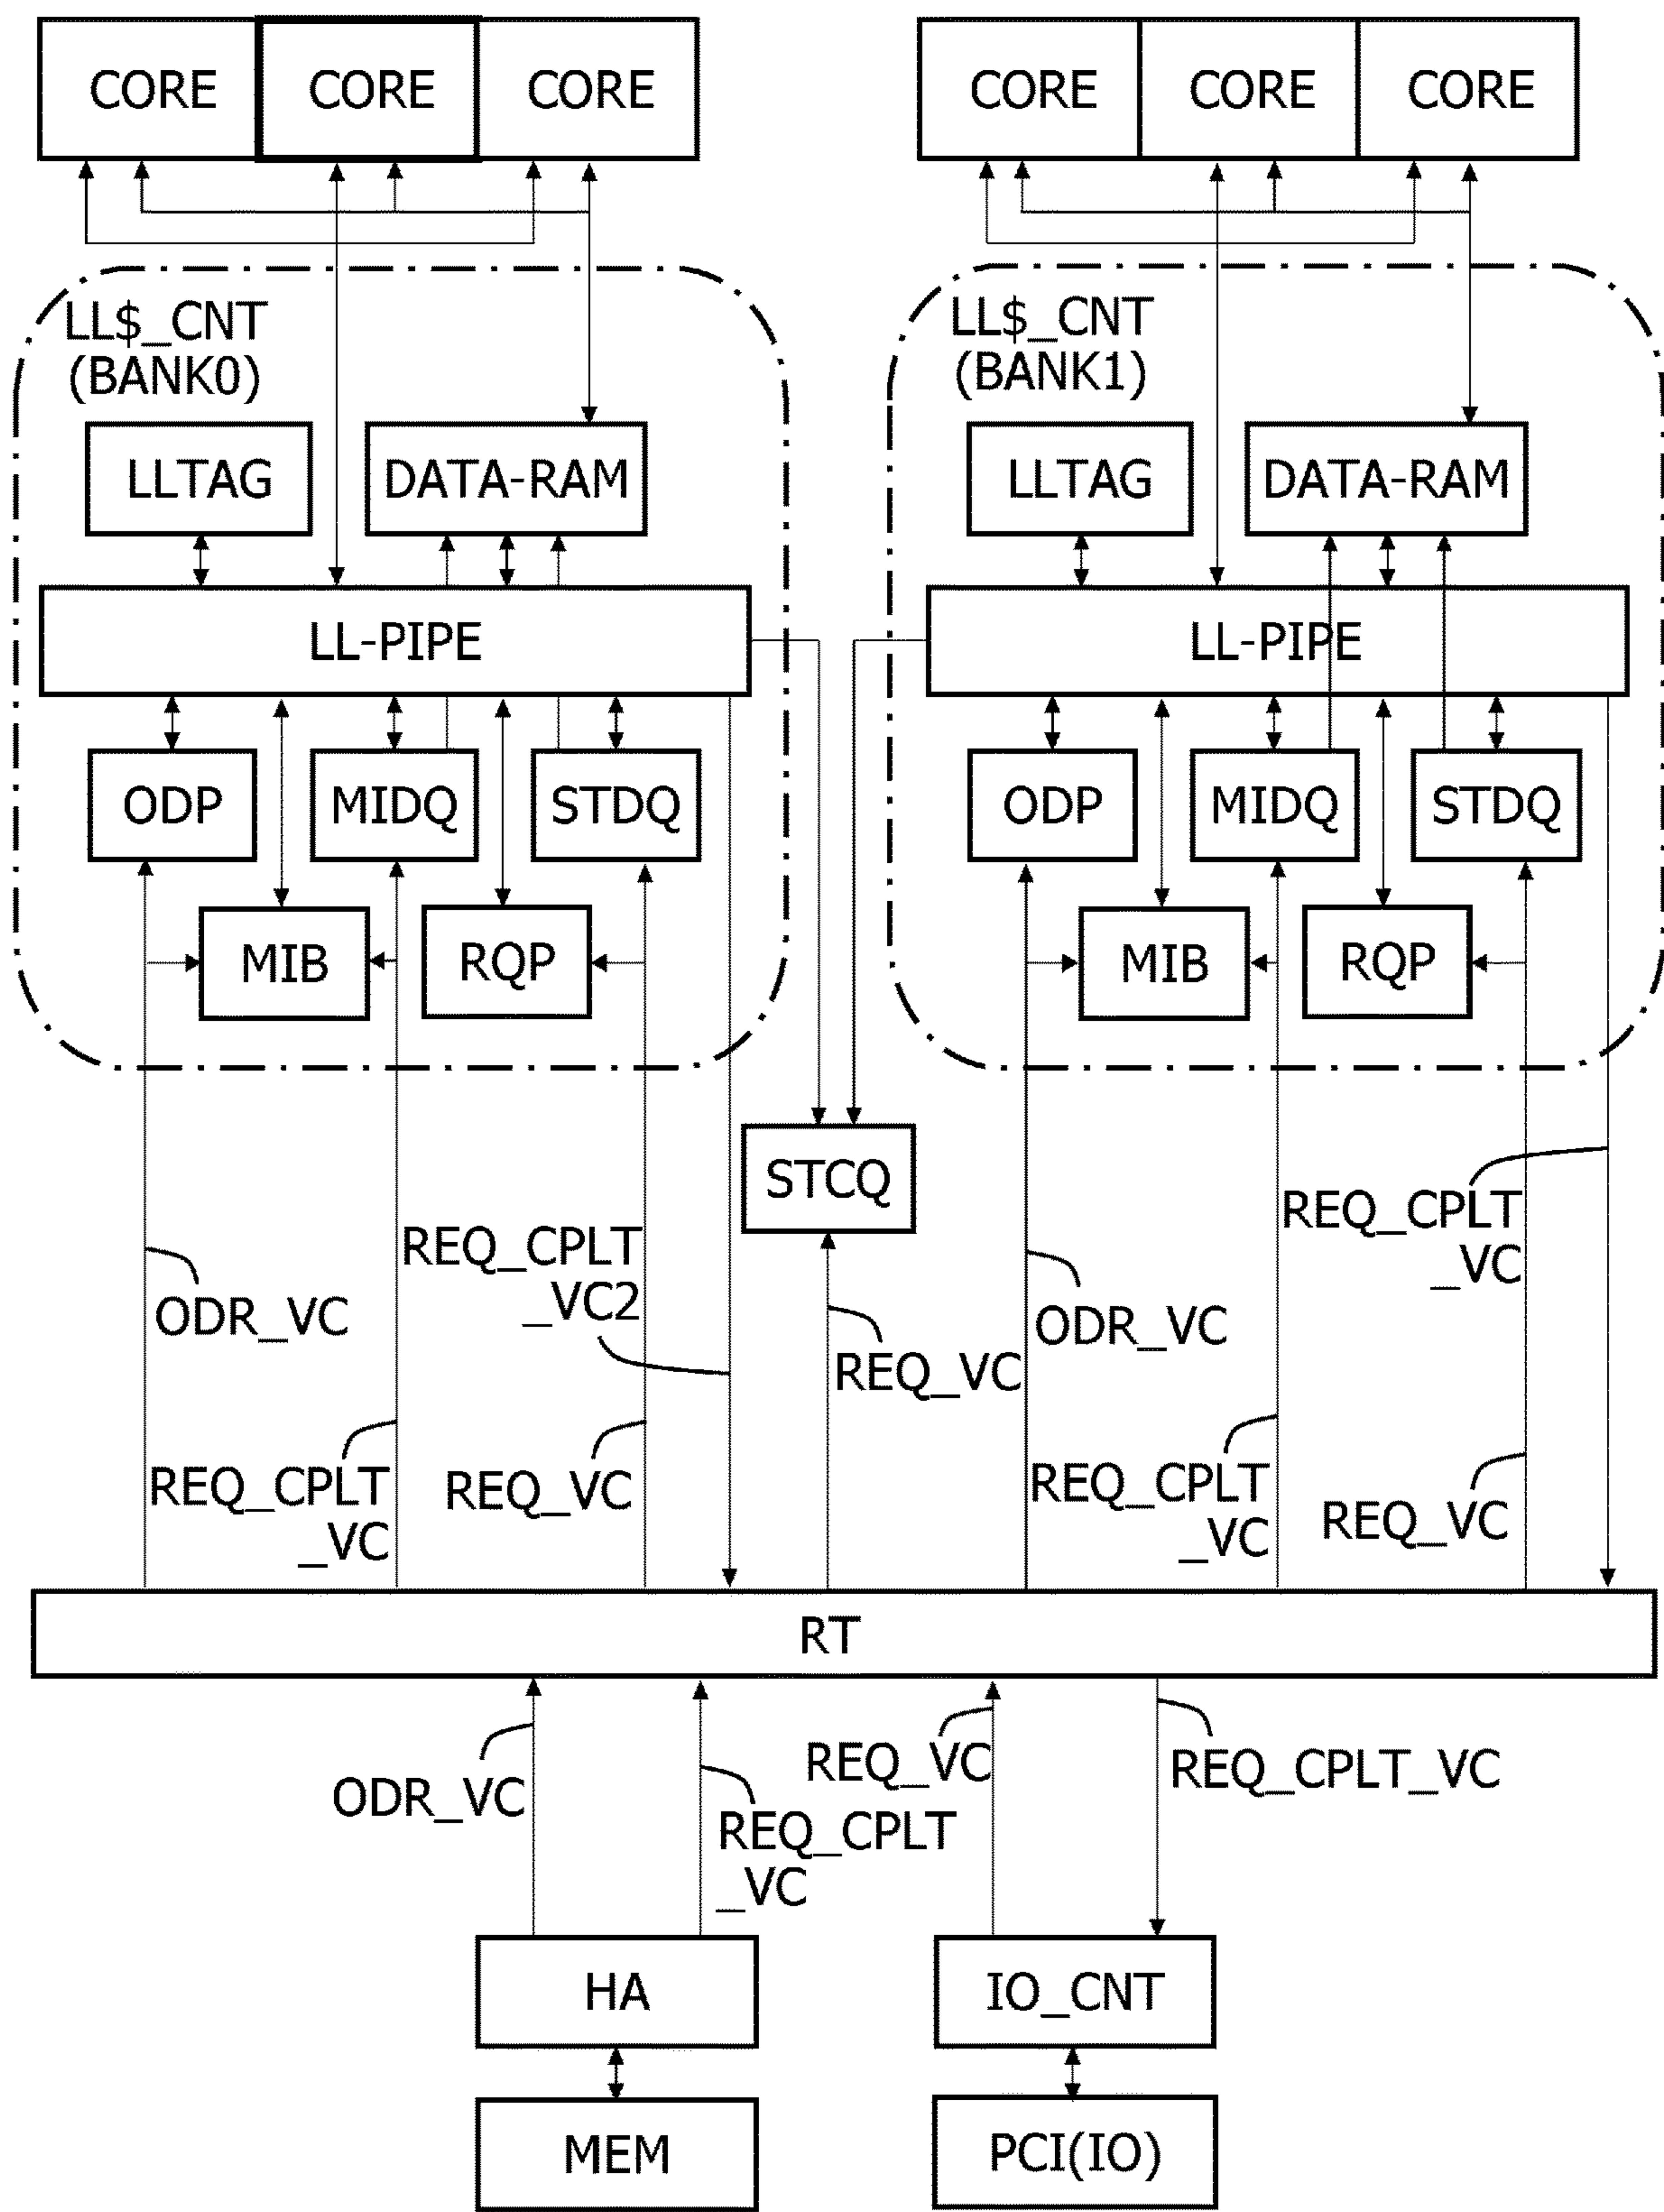 CORE CORE CORE CORE CORE CORE
LL$_CNT
(BANK0)
LL$_CNT
(BANK1)
LLTAG DATA-RAM LLTAG DATA-RAM
LL-PIPE LL-PIPE
ODP MIDQ STDQ ODP MIDQ STDQ
MIB RQP MIB RQP
STCQ
REQ_CPLT
_VC
REQ_CPLT
_VC2
ODR_VC
ODR_VC
REQ_VC
REQ_CPLT
_VC
REQ_VC
REQ_CPLT
_VC
REQ_VC
RT
ODR_VC
REQ_CPLT
_VC
REQ_VC
REQ_CPLT_VC
HA IO_CNT
MEM PCI(IO)